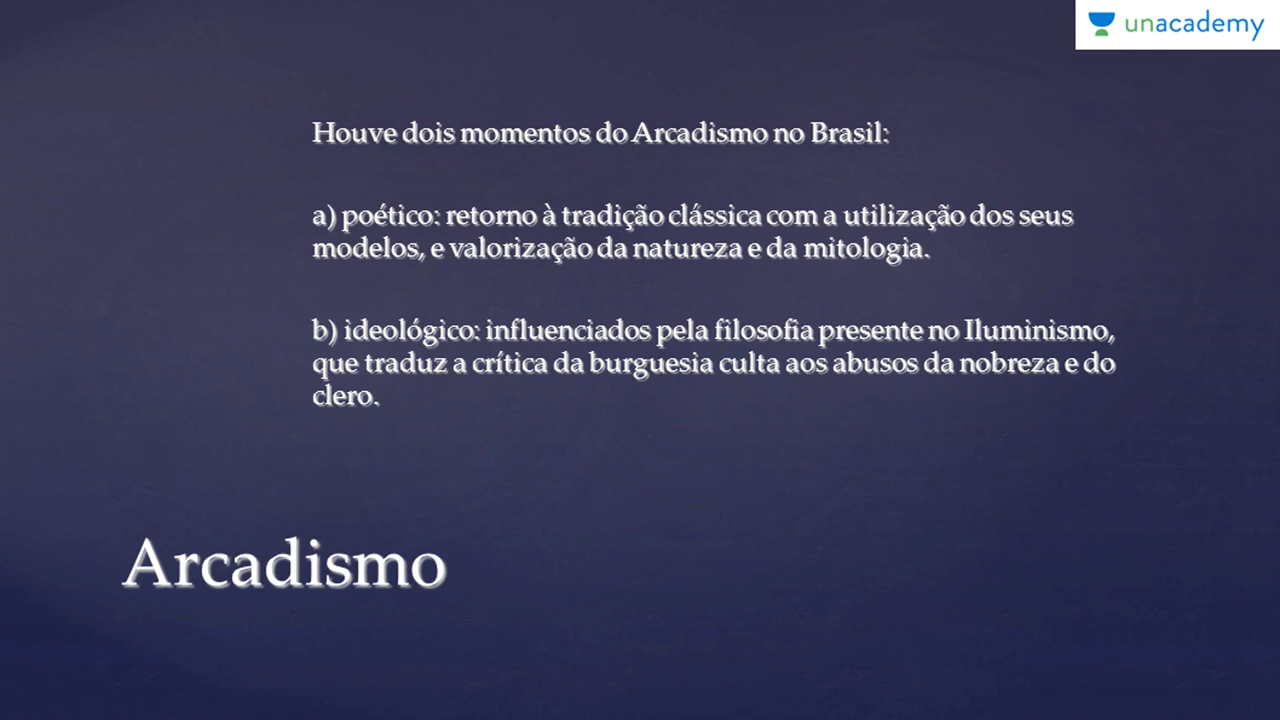 unacademy
Houve dois momentos do Arcadismo no Brasil:
a) poético: retorno à tradição clássica com a utilização dos seus
modelos, e valorização da natureza e da mitologia.
b) ideológico: influenciados pela filosofia presente no Iluminismo,
que traduz a crítica da burguesia culta aos abusos da nobreza e do
clero.
Arcadismo